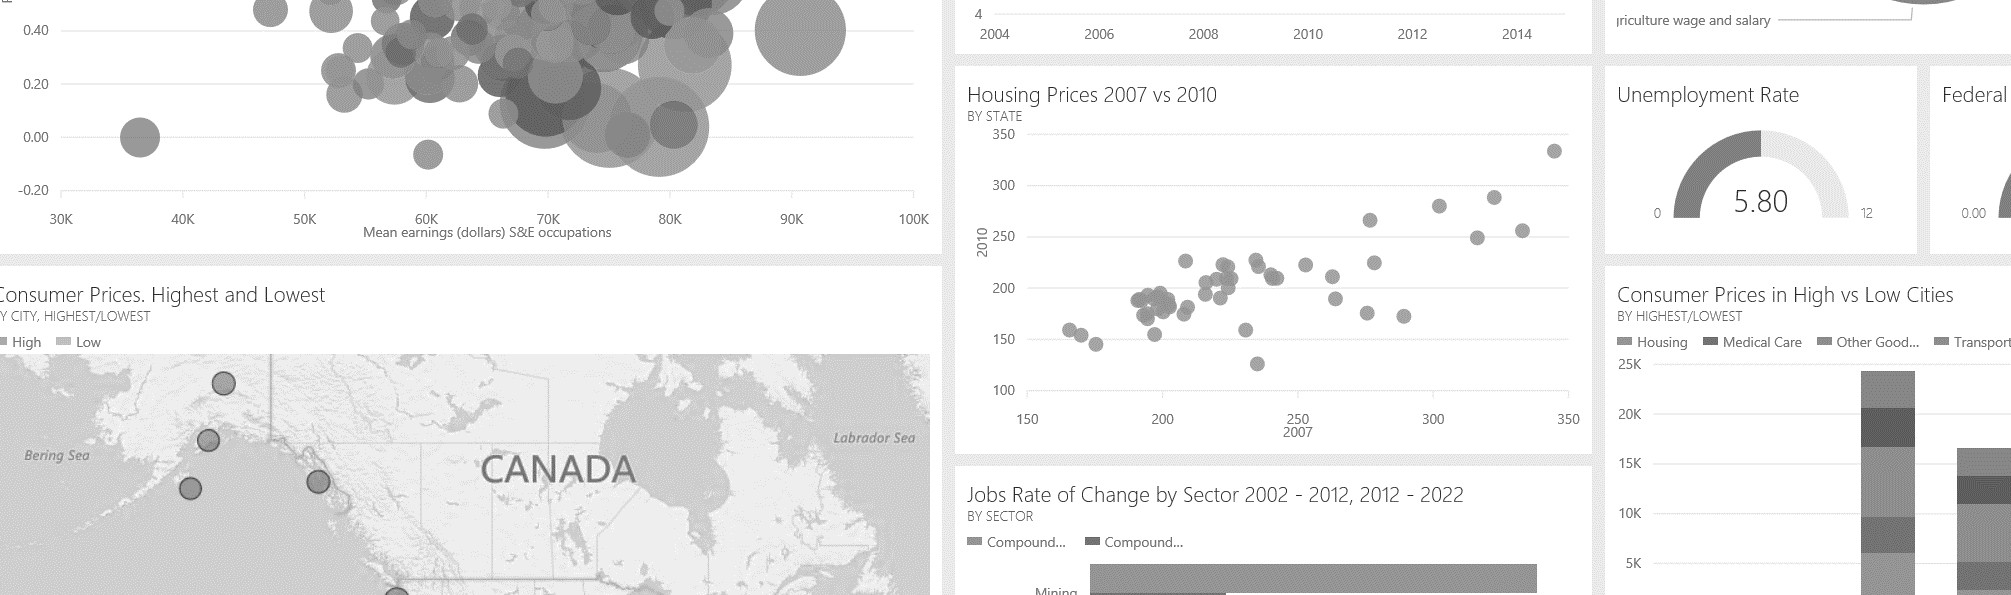 0.40
0.20
0.00
-0.20
30K 40K 50K 60K 70K 80K 90K 100K
Mean earnings (dollars) S&E occupations
Consumer Prices. Highest and Lowest
Y CITY, HIGHEST/LOWEST
High Low
Bering Sea
CANADA
Labrador Sea
4
2004 2006 2008 2010 2012 2014
Housing Prices 2007 vs 2010
BY STATE
350
300
250
200
150
100
2010
150 200 250 300 350
2007
Jobs Rate of Change by Sector 2002 - 2012, 2012 - 2022
BY SECTOR
Compound... Compound...
Mining
riculture wage and salary
Unemployment Rate
5.80
0 12
Federal
0.00
Consumer Prices in High vs Low Cities
BY HIGHEST/LOWEST
Housing Medical Care Other Good... Transport
25K
20K
15K
10K
5K